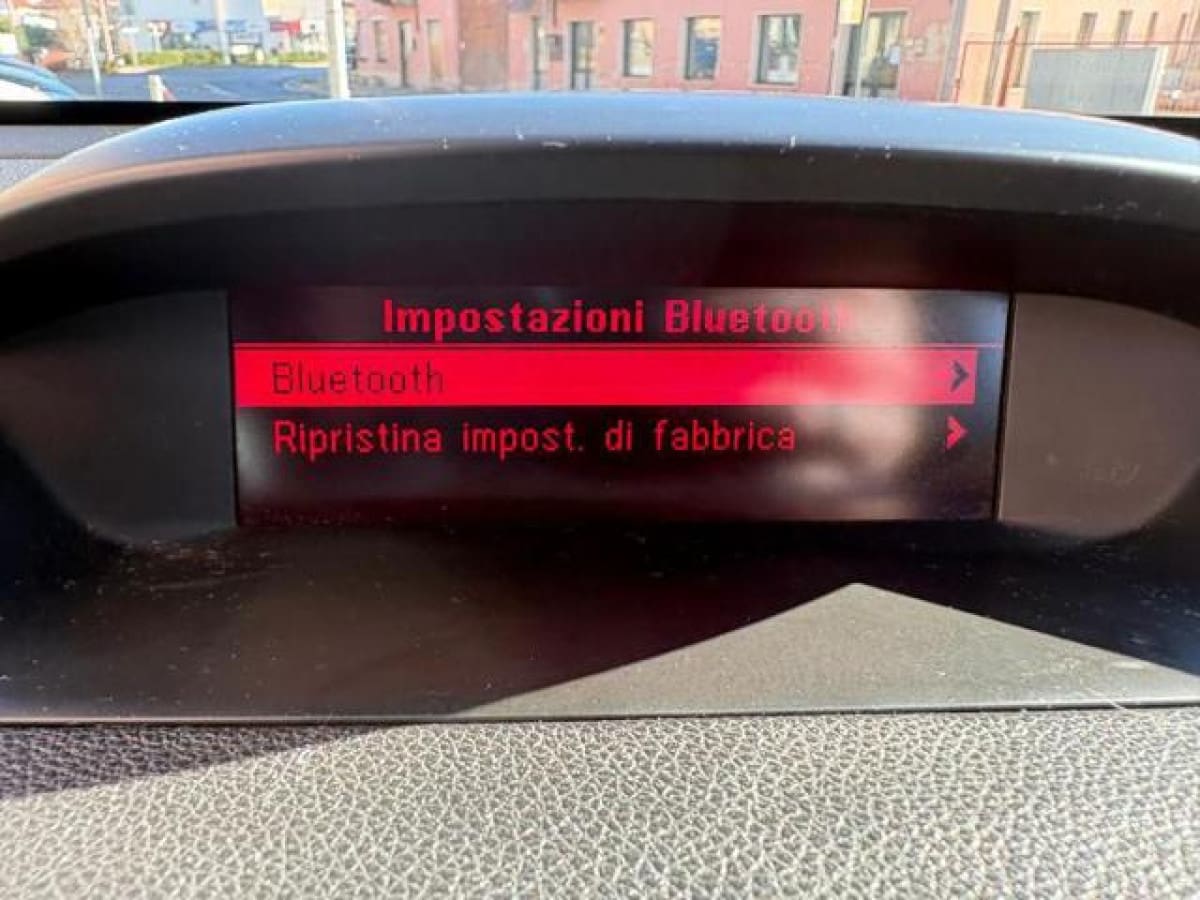 Impostazioni Bluetooth
Bluetooth
Ripristina impost. di fabbrica